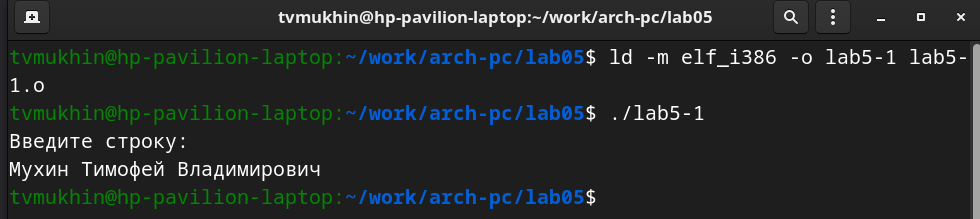 tvmukhin@hp-pavilion-laptop:~/work/arch-pc/lab05
tvmukhin@hp-pavilion-laptop:~/work/arch-pc/lab05$ ld -m elf_i386 -o lab5-1 lab5-
1.o
tvmukhin@hp-pavilion-laptop:~/work/arch-pc/lab05$ ./lab5-1
Введите строку:
Мухин Тимофей Владимирович
tvmukhin@hp-pavilion-laptop:~/work/arch-pc/lab05$